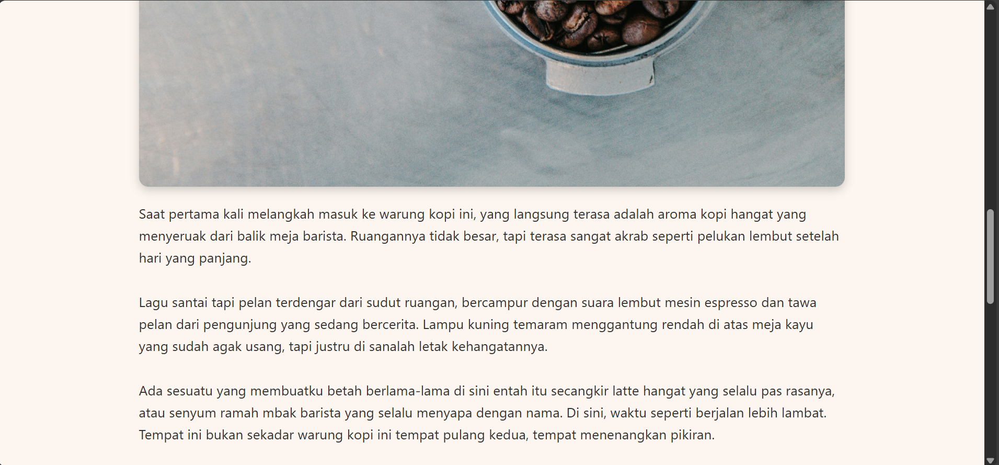 Saat pertama kali melangkah masuk ke warung kopi ini, yang langsung terasa adalah aroma kopi hangat yang
menyeruak dari balik meja barista. Ruangannya tidak besar, tapi terasa sangat akrab seperti pelukan lembut setelah
hari yang panjang.
Lagu santai tapi pelan terdengar dari sudut ruangan, bercampur dengan suara lembut mesin espresso dan tawa
pelan dari pengunjung yang sedang bercerita. Lampu kuning temaram menggantung rendah di atas meja kayu
yang sudah agak usang, tapi justru di sanalah letak kehangatannya.
Ada sesuatu yang membuatku betah berlama-lama di sini entah itu secangkir latte hangat yang selalu pas rasanya,
atau senyum ramah mbak barista yang selalu menyapa dengan nama. Di sini, waktu seperti berjalan lebih lambat.
Tempat ini bukan sekadar warung kopi ini tempat pulang kedua, tempat menenangkan pikiran.